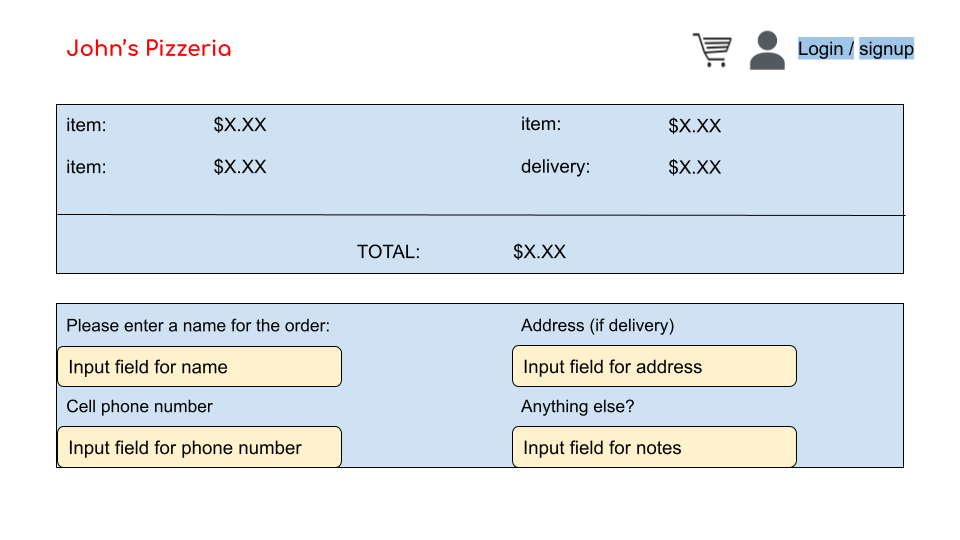 John's Pizzeria
Login / signup
item: $X.XX item: $X.XX
item: $X.XX delivery: $X.XX
TOTAL: $X.XX
Please enter a name for the order: Address (if delivery)
Input field for name Input field for address
Cell phone number Anything else?
Input field for phone number Input field for notes